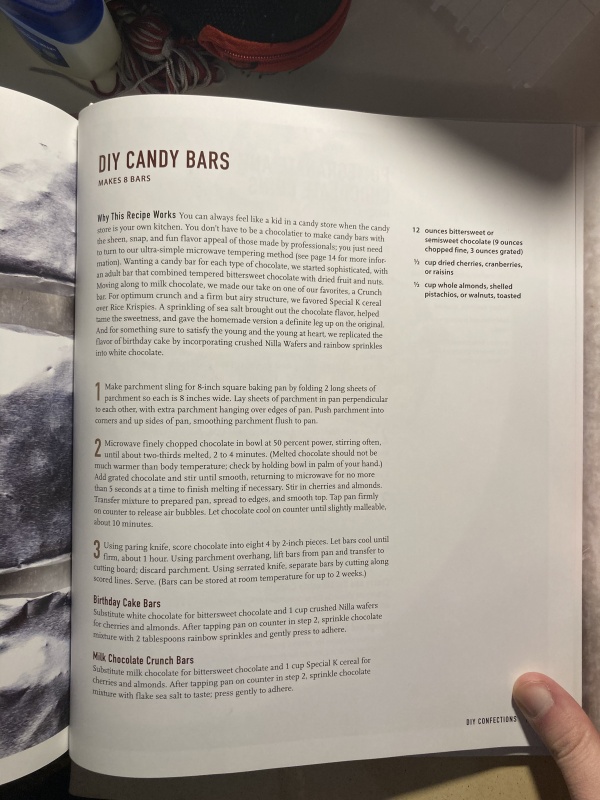 DIY CANDY BARS
MAKES 8 BARS
Why This Recipe Works You can always feel like a kid in a candy store when the candy
store is your own kitchen. You don't have to be a chocolatier to make candy bars with
the sheen, snap, and fun flavor appeal of those made by professionals; you just need
to turn to our ultra-simple microwave tempering method (see page 14 for more infor-
mation). Wanting a candy bar for each type of chocolate, we started sophisticated, with
an adult bar that combined tempered bittersweet chocolate with dried fruit and nuts.
Moving along to milk chocolate, we made our take on one of our favorites, a Crunch
bar. For optimum crunch and a firm but airy structure, we favored Special K cereal
over Rice Krispies. A sprinkling of sea salt brought out the chocolate flavor, helped
tame the sweetness, and gave the homemade version a definite leg up on the original.
And for something sure to satisfy the young and the young at heart, we replicated the
flavor of birthday cake by incorporating crushed Nilla Wafers and rainbow sprinkles
into white chocolate.
12 ounces bittersweet or
semisweet chocolate (9 ounces
chopped fine, 3 ounces grated)
½ cup dried cherries, cranberries,
or raisins
½ cup whole almonds, shelled
pistachios, or walnuts, toasted
1 Make parchment sling for 8-inch square baking pan by folding 2 long sheets of
parchment so each is 8 inches wide. Lay sheets of parchment in pan perpendicular
to each other, with extra parchment hanging over edges of pan. Push parchment into
corners and up sides of pan, smoothing parchment flush to pan.
2 Microwave finely chopped chocolate in bowl at 50 percent power, stirring often,
until about two-thirds melted, 2 to 4 minutes. (Melted chocolate should not be
much warmer than body temperature; check by holding bowl in palm of your hand.)
Add grated chocolate and stir until smooth, returning to microwave for no more
than 5 seconds at a time to finish melting if necessary. Stir in cherries and almonds.
Transfer mixture to prepared pan, spread to edges, and smooth top. Tap pan firmly
on counter to release air bubbles. Let chocolate cool on counter until slightly malleable,
about 10 minutes.
3 Using paring knife, score chocolate into eight 4 by 2-inch pieces. Let bars cool until
firm, about 1 hour. Using parchment overhang, lift bars from pan and transfer to
cutting board; discard parchment. Using serrated knife, separate bars by cutting along
scored lines. Serve. (Bars can be stored at room temperature for up to 2 weeks.)
Birthday Cake Bars
Substitute white chocolate for bittersweet chocolate and 1 cup crushed Nilla wafers
for cherries and almonds. After tapping pan on counter in step 2, sprinkle chocolate
mixture with 2 tablespoons rainbow sprinkles and gently press to adhere.
Milk Chocolate Crunch Bars
Substitute milk chocolate for bittersweet chocolate and 1 cup Special K cereal for
cherries and almonds. After tapping pan on counter in step 2, sprinkle chocolate
mixture with flake sea salt to taste; press gently to adhere.
DIY CONFECTIONS